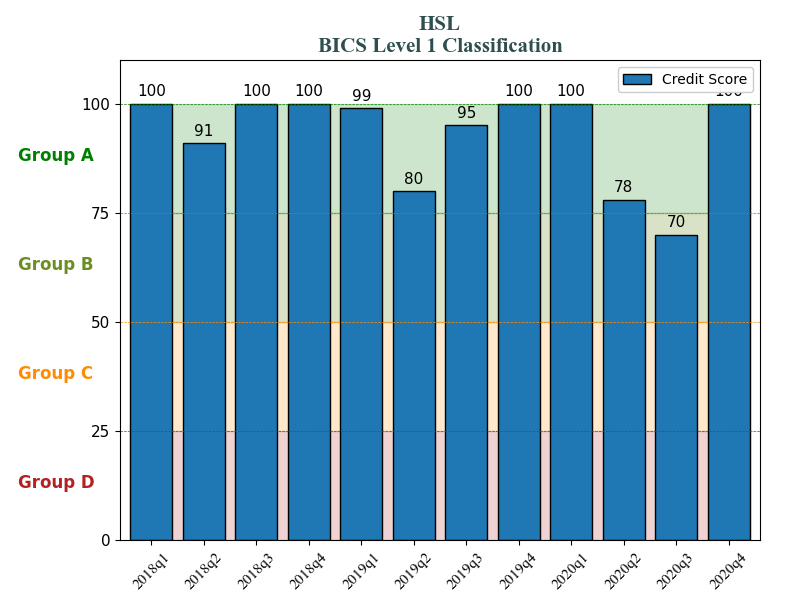 HSL
BICS Level 1 Classification
Credit Score
100
91
100
100
99
80
95
100
100
78
70
100
100
75
50
25
0
Group A
Group B
Group C
Group D
2018q1
2018q2
2018q3
2018q4
2019q1
2019q2
2019q3
2019q4
2020q1
2020q2
2020q3
2020q4